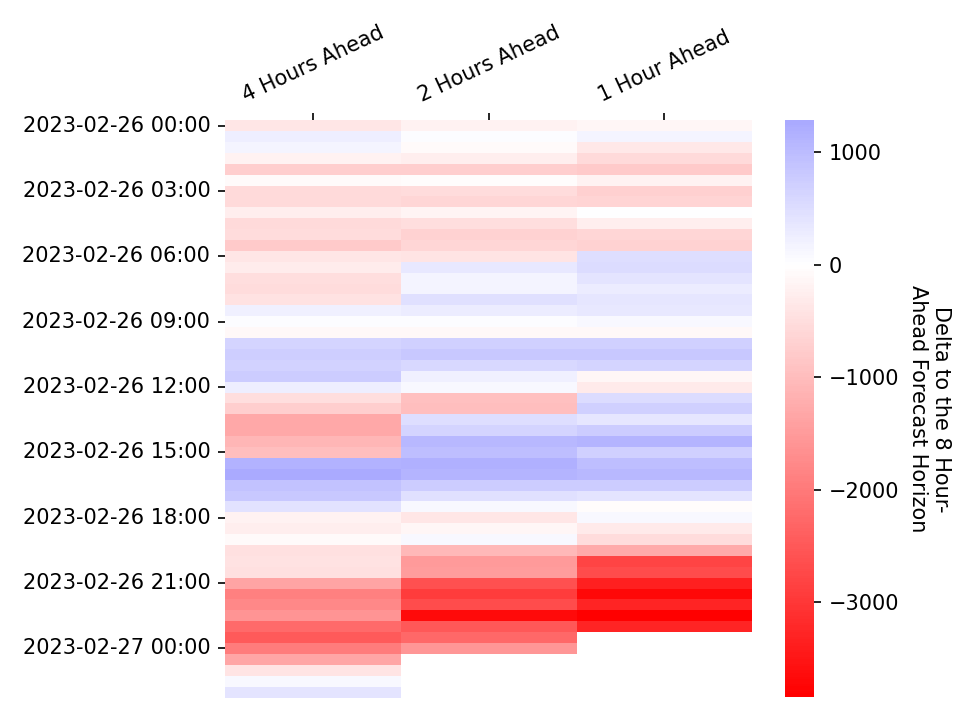 4 Hours Ahead
2 Hours Ahead
1 Hour Ahead
2023-02-26 00:00
2023-02-26 03:00
2023-02-26 06:00
2023-02-26 09:00
2023-02-26 12:00
2023-02-26 15:00
2023-02-26 18:00
2023-02-26 21:00
2023-02-27 00:00
1000
0
−1000
−2000
−3000
Delta to the 8 Hour-
Ahead Forecast Horizon